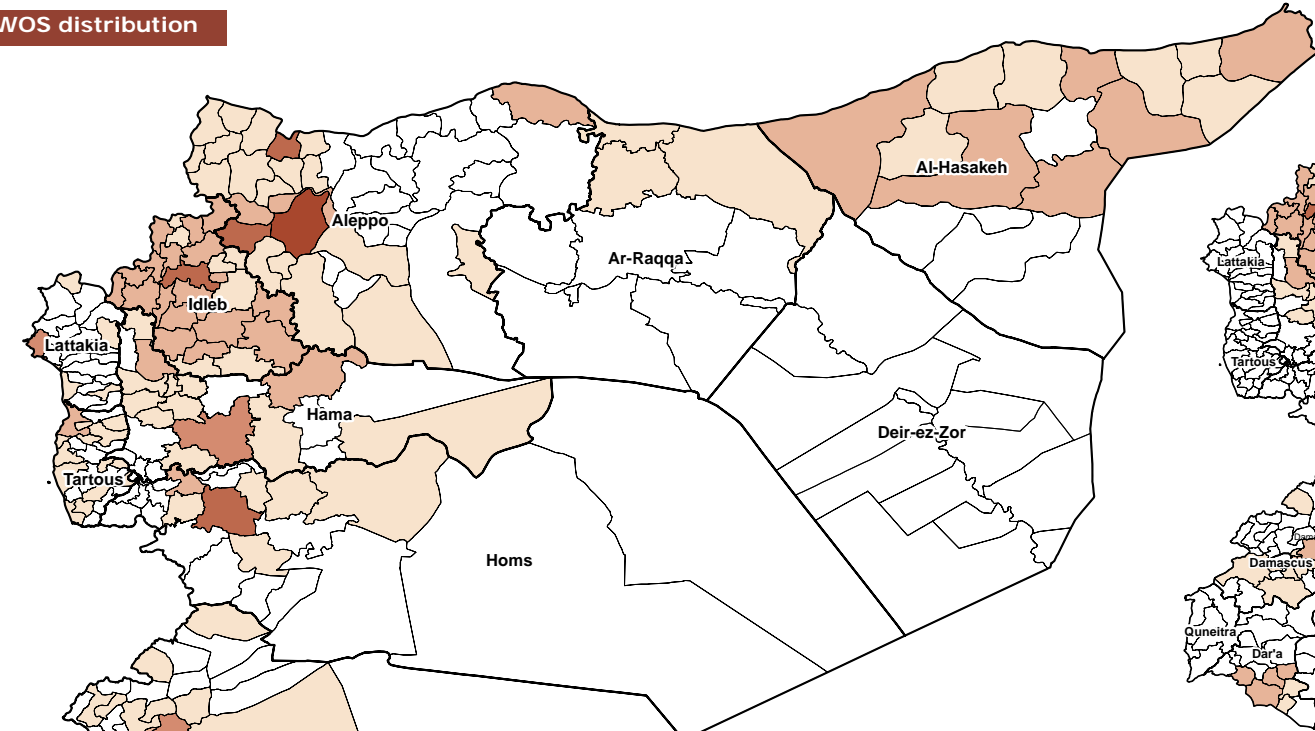 WOS distribution
Al-Hasakeh
Aleppo
Ar-Raqqa
Idleb
Lattakia
Lattakia
Tartous
Hama
Deir-ez-Zor
Tartous
Homs
Damascus
Quneitra
Dar'a